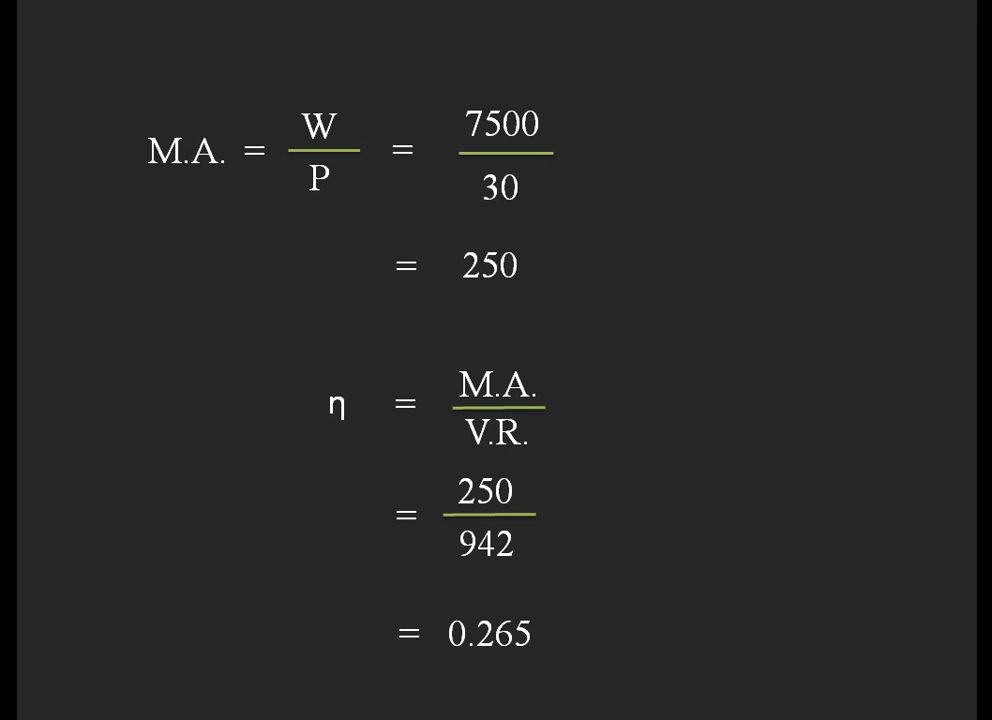 M.A. = W / P = 7500 / 30
= 250
η = M.A. / V.R.
= 250 / 942
= 0.265